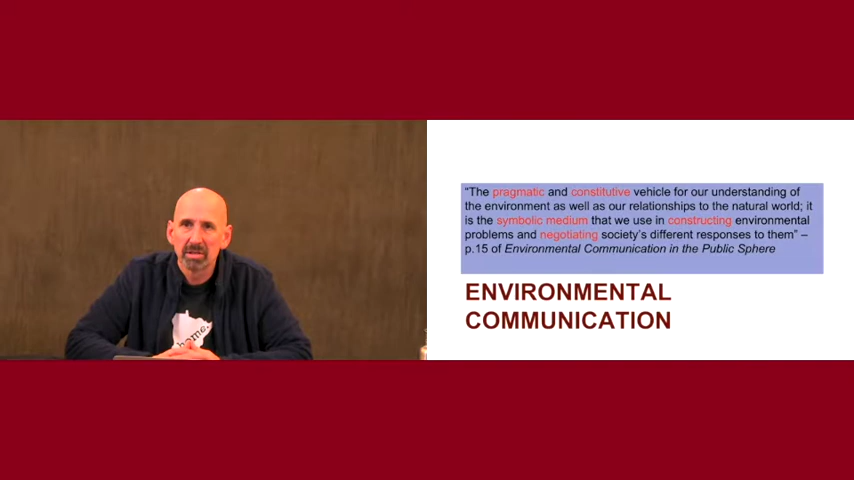 home.
"The pragmatic and constitutive vehicle for our understanding of
the environment as well as our relationships to the natural world; it
is the symbolic medium that we use in constructing environmental
problems and negotiating society's different responses to them" –
p.15 of Environmental Communication in the Public Sphere
ENVIRONMENTAL
COMMUNICATION